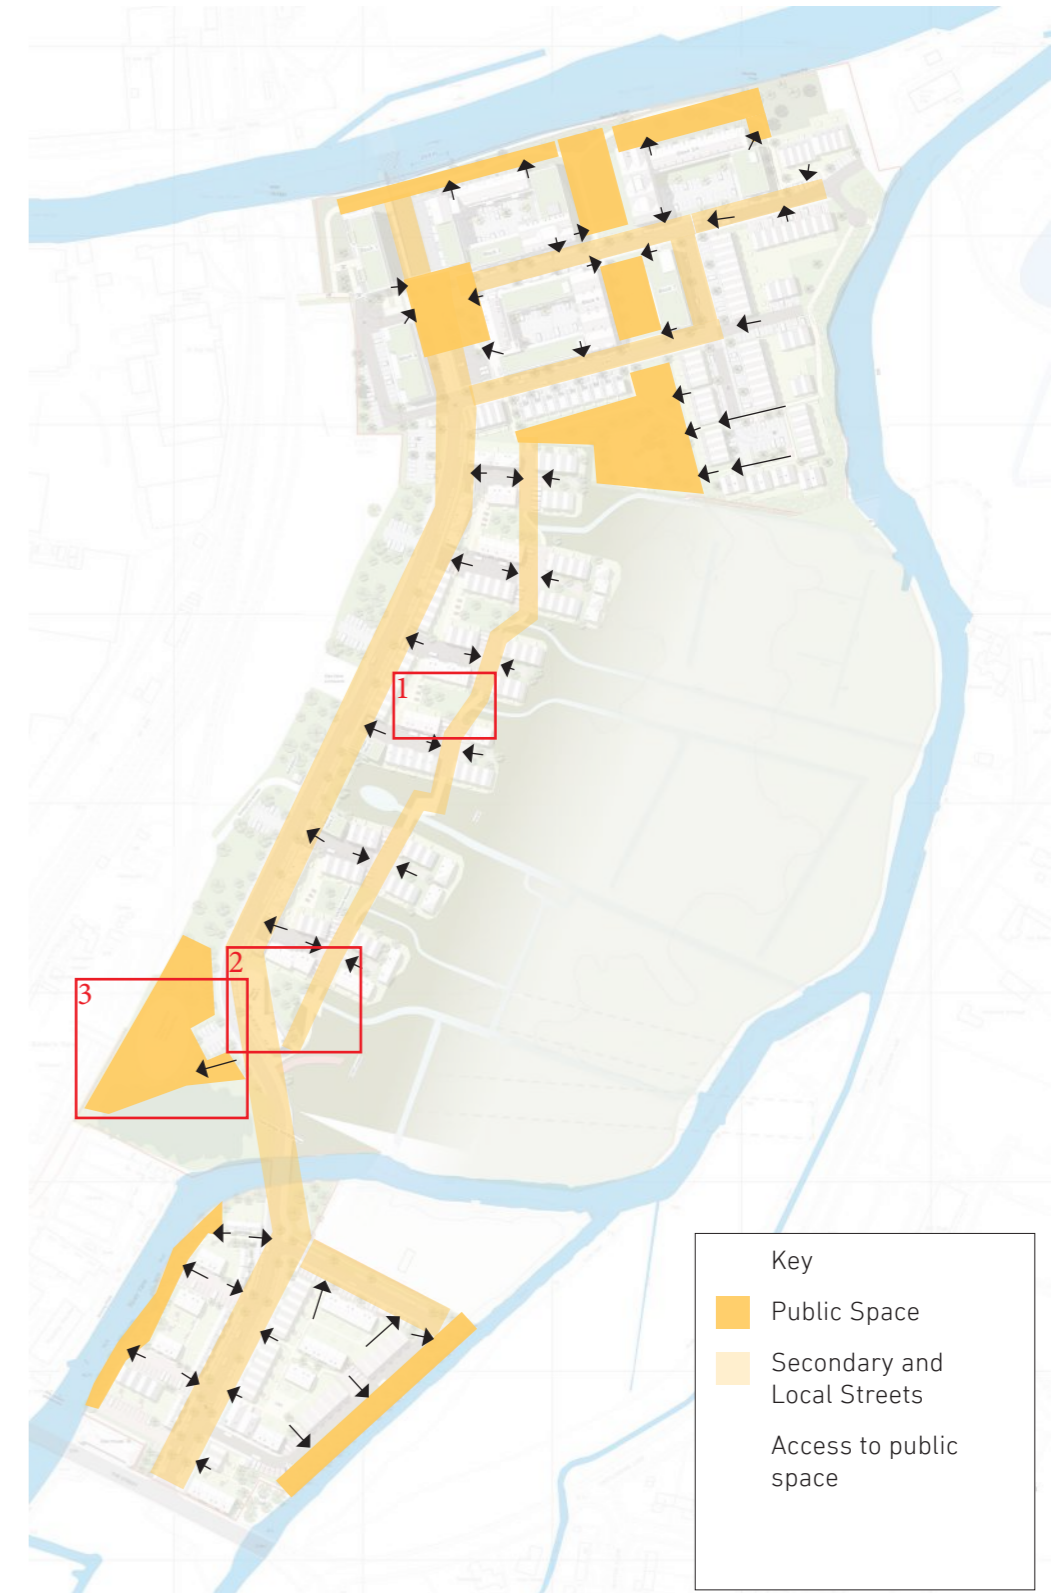 1
2
3
Key
Public Space
Secondary and
Local Streets
Access to public
space